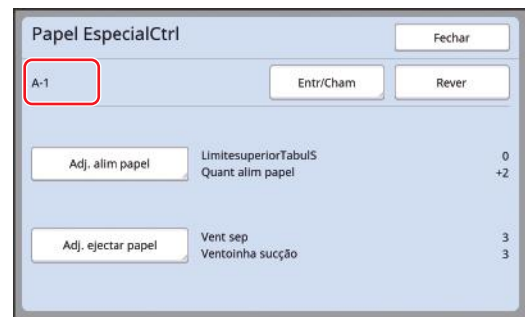 Papel EspecialCtrl
Fechar
A-1
Entr/Cham
Rever
Adj. alim papel
LimitesuperiorTabulS 0
Quant alim papel +2
Adj. ejectar papel
Vent sep 3
Ventoinha sucção 3